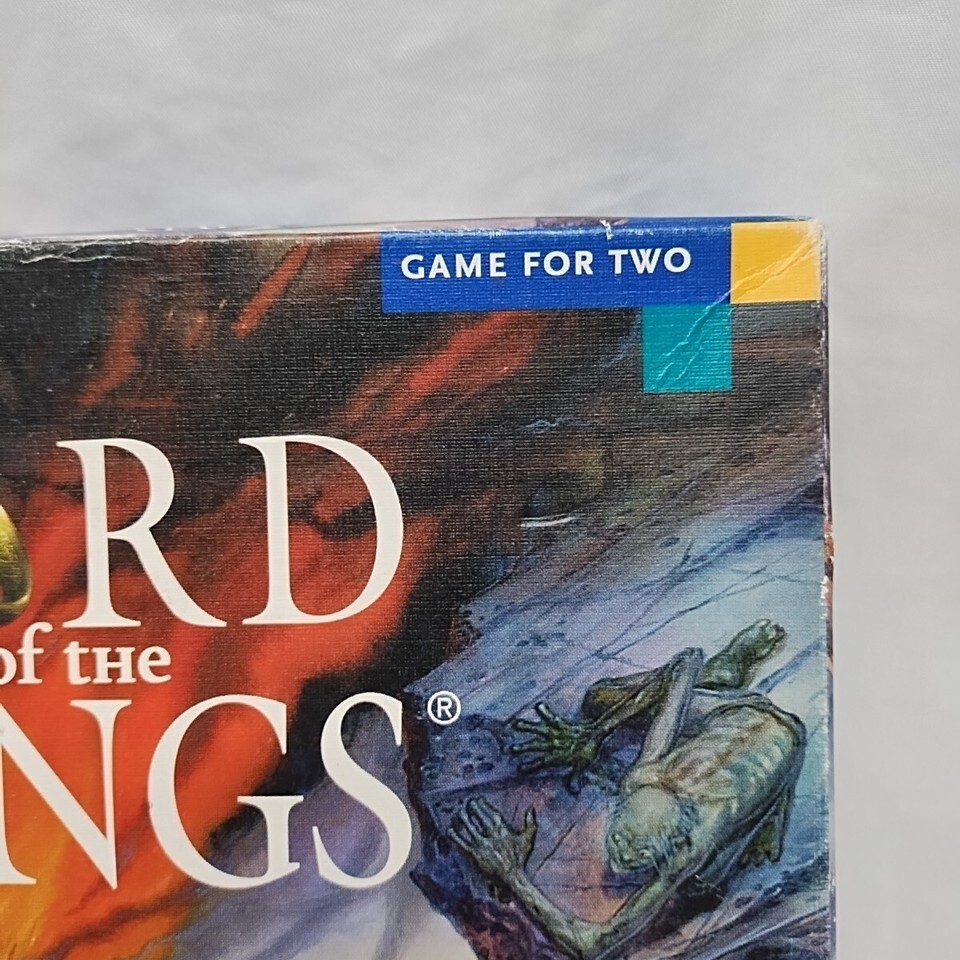 GAME FOR TWO
RD
of the
NGS®